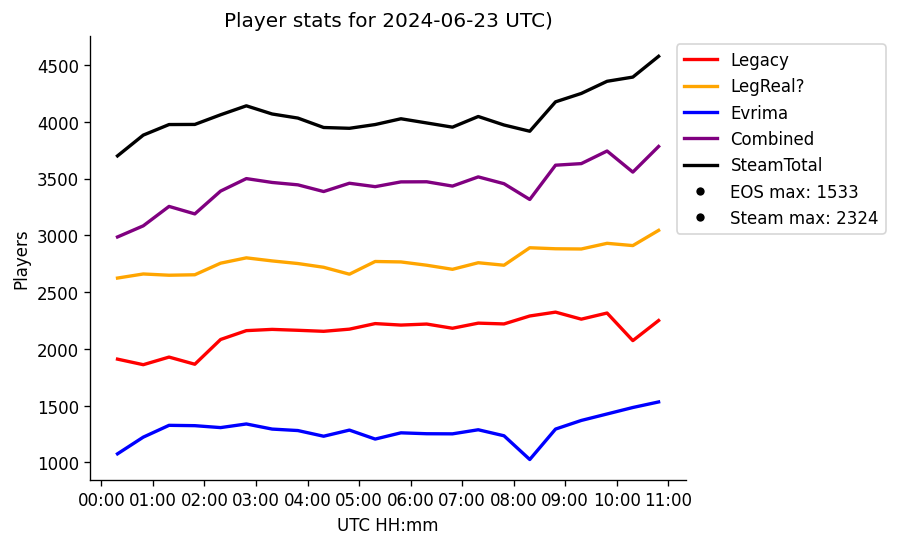 Player stats for 2024-06-23 UTC)
4500
4000
3500
3000
2500
2000
1500
1000
Players
00:00 01:00 02:00 03:00 04:00 05:00 06:00 07:00 08:00 09:00 10:00 11:00
UTC HH:mm
Legacy
LegReal?
Evrima
Combined
SteamTotal
EOS max: 1533
Steam max: 2324